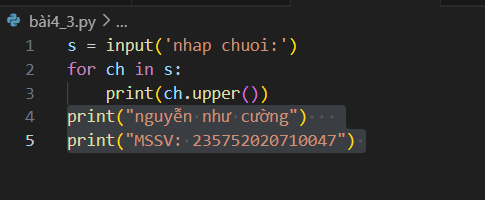 bài4_3.py > ...
1 s = input('nhap chuoi:')
2 for ch in s:
3     print(ch.upper())
4 print("nguyễn như cường")
5 print("MSSV: 235752020710047")